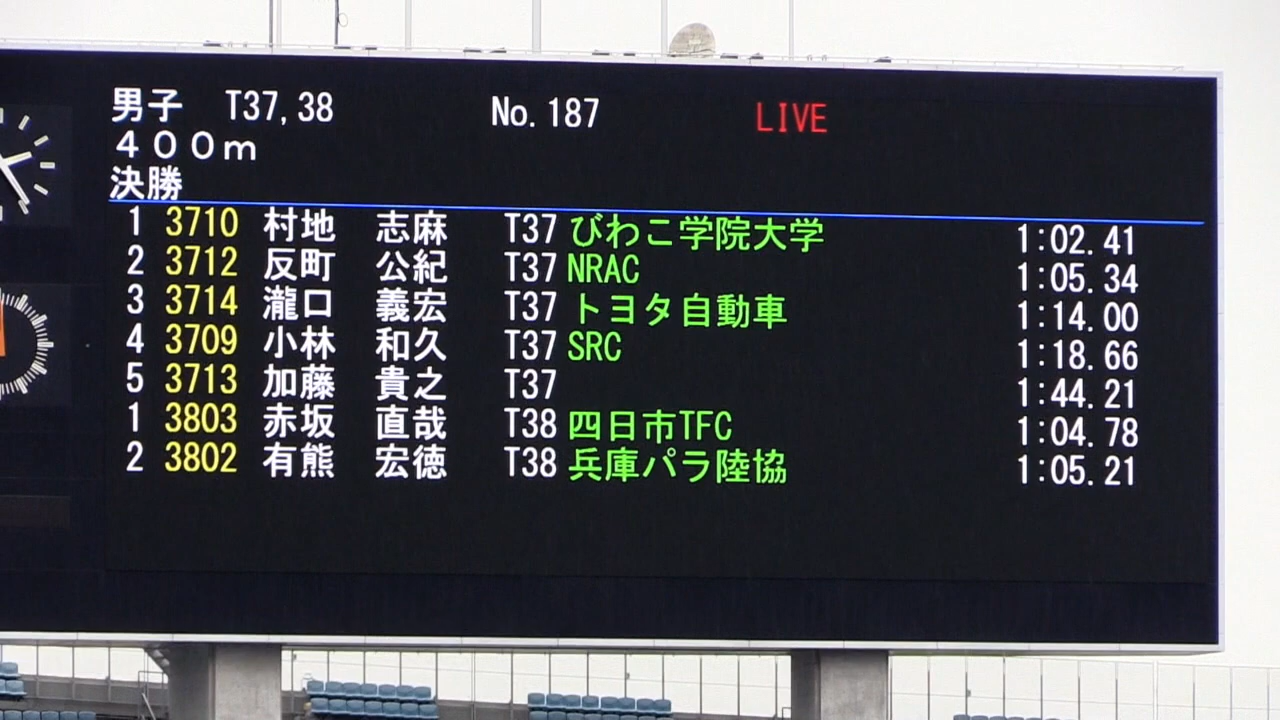 男子 T37,38 No.187 LIVE
400m
決勝
1 3710 村地 志麻 T37 びわこ学院大学 1:02.41
2 3712 反町 公紀 T37 NRAC 1:05.34
3 3714 瀧口 義宏 T37 トヨタ自動車 1:14.00
4 3709 小林 和久 T37 SRC 1:18.66
5 3713 加藤 貴之 T37 1:44.21
1 3803 赤坂 直哉 T38 四日市TFC 1:04.78
2 3802 有熊 宏徳 T38 兵庫パラ陸協 1:05.21